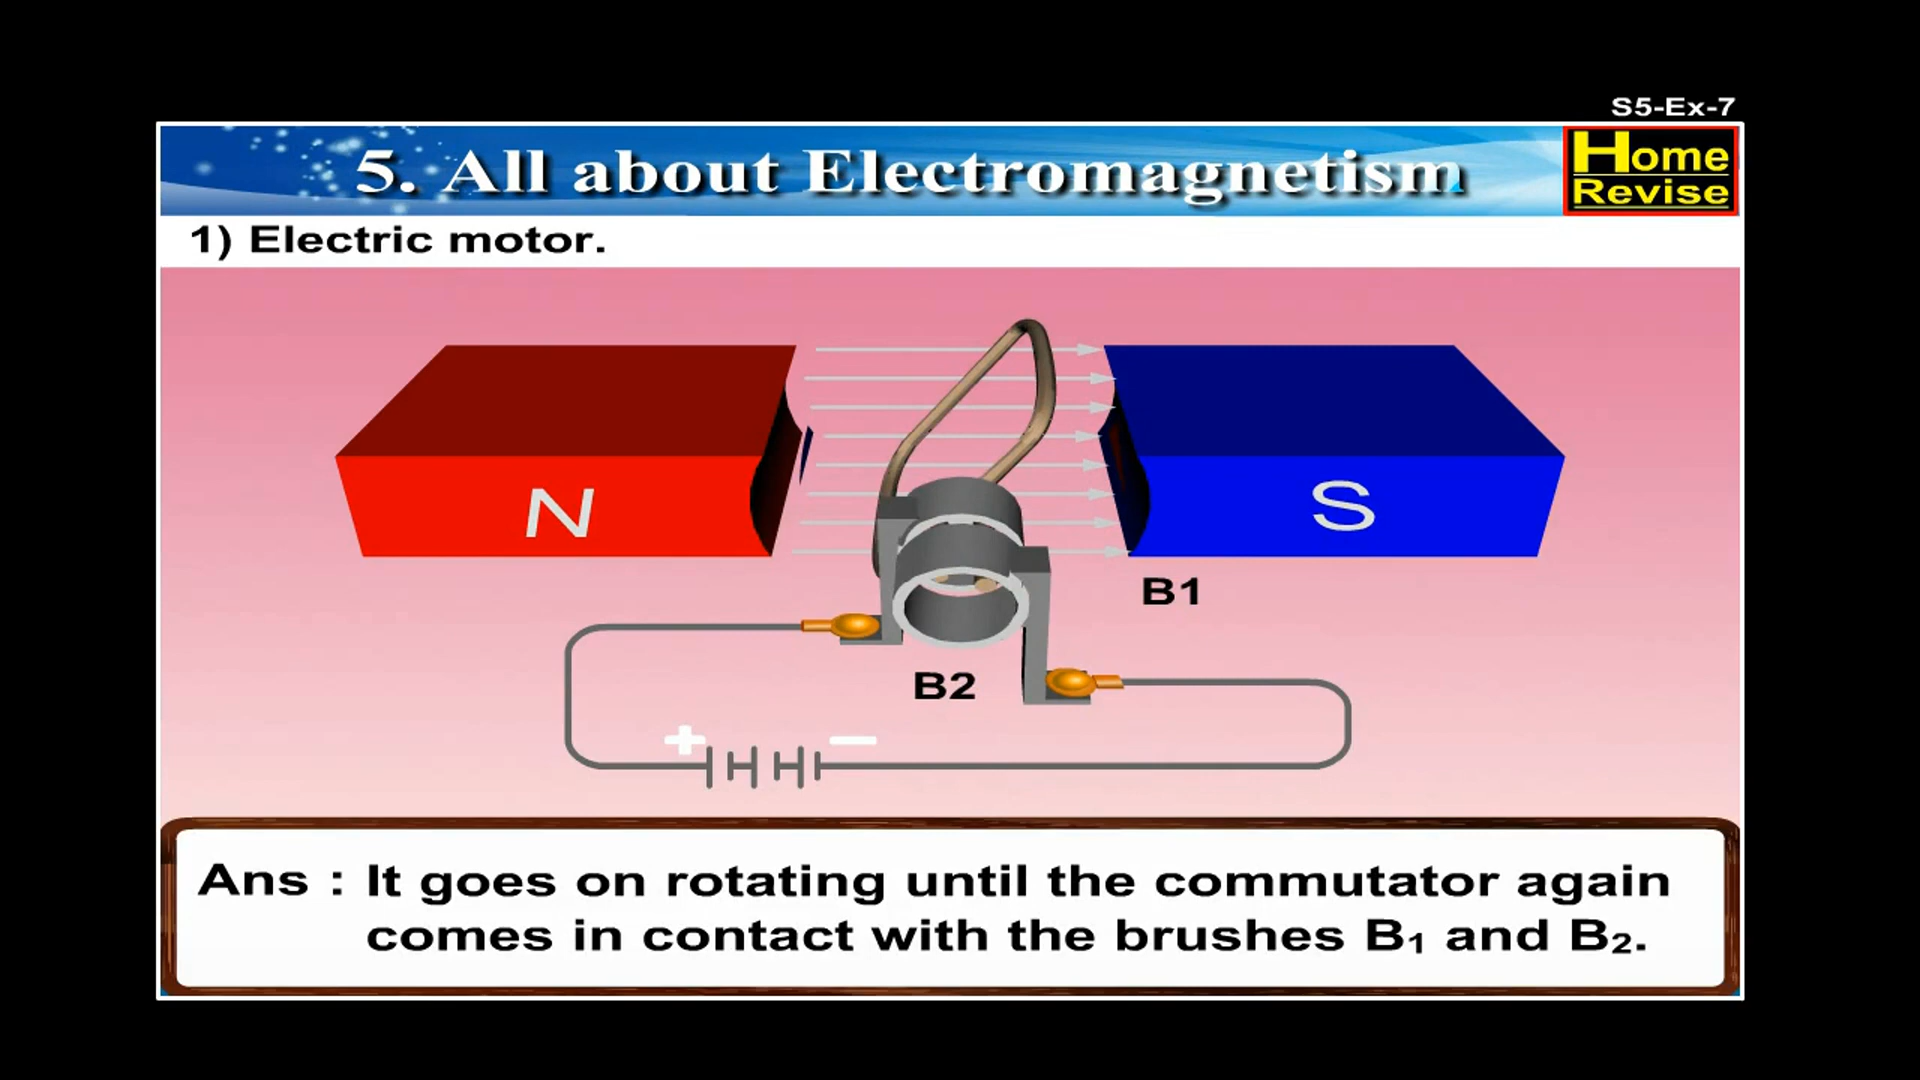 S5-Ex-7
5. All about Electromagnetism
Home
Revise
1) Electric motor.
N
S
B1
B2
+ −
Ans : It goes on rotating until the commutator again
comes in contact with the brushes B₁ and B₂.